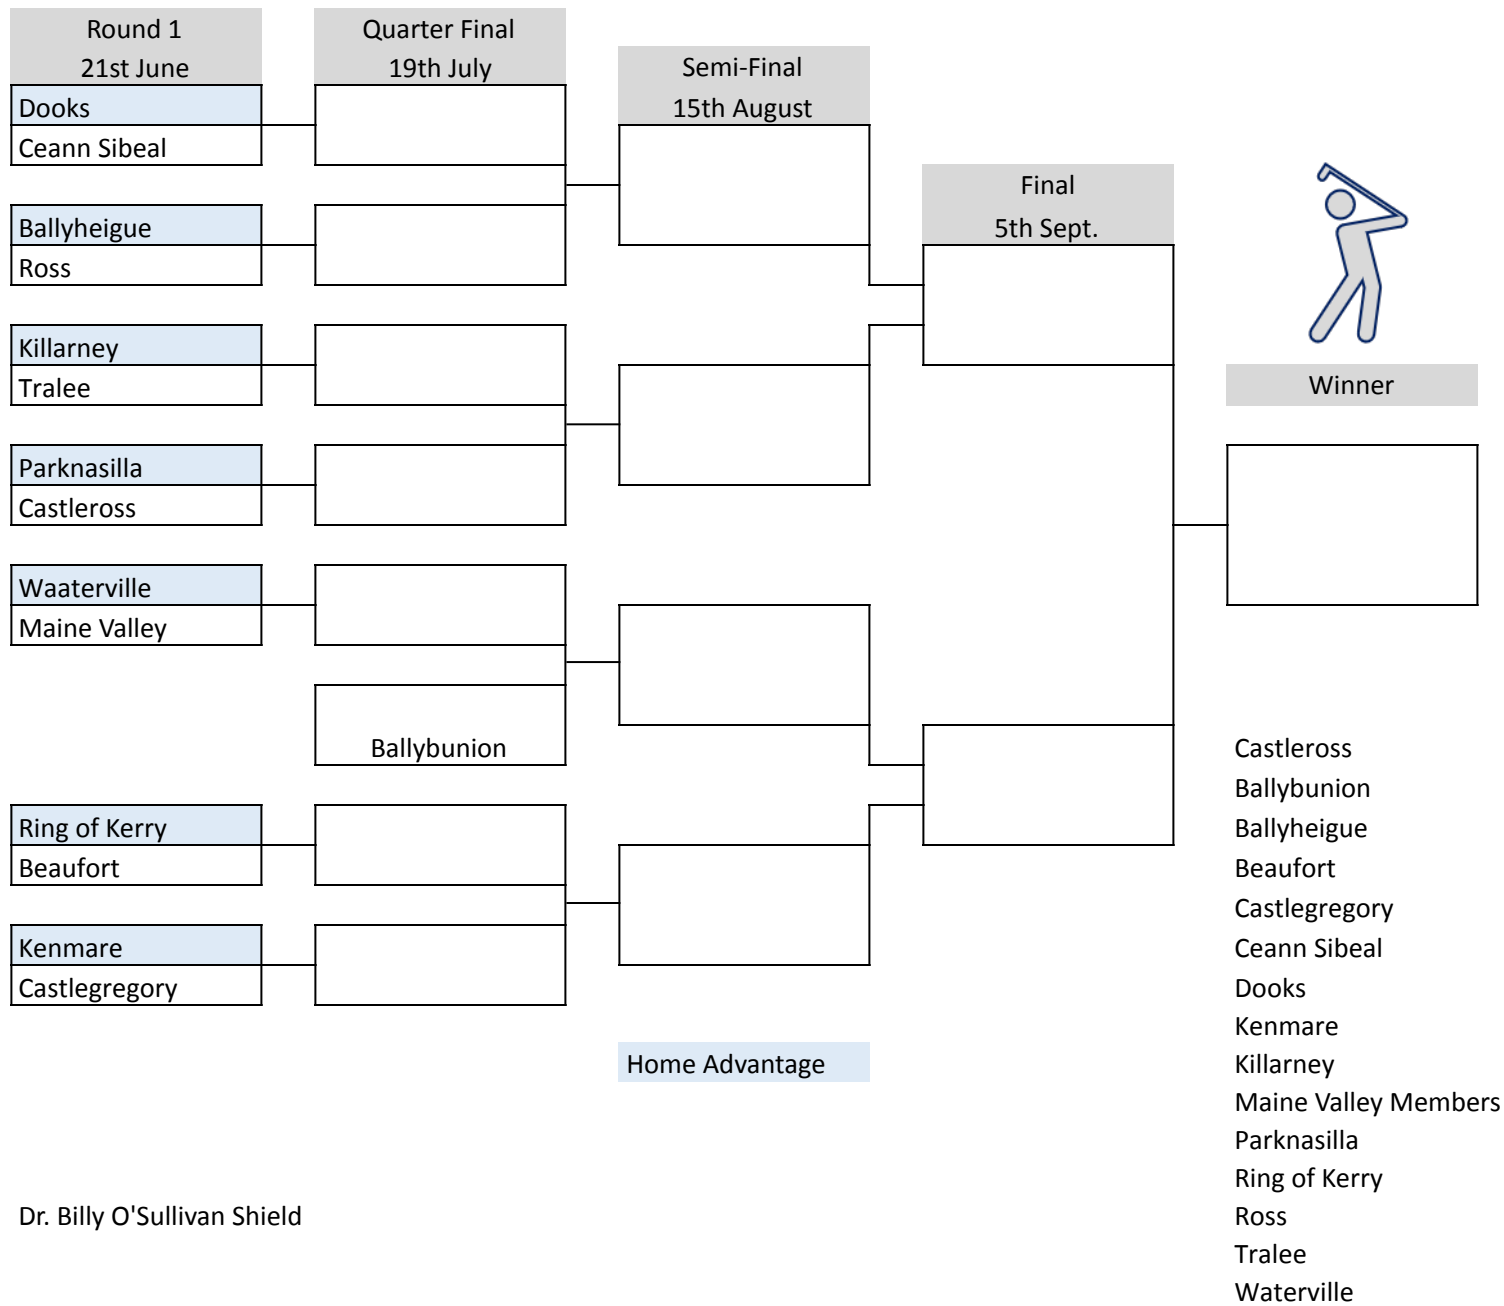 Round 1
21st June
Quarter Final
19th July
Semi-Final
15th August
Final
5th Sept.
Winner
Dooks
Ceann Sibeal
Ballyheigue
Ross
Killarney
Tralee
Parknasilla
Castleross
Waaterville
Maine Valley
Ballybunion
Ring of Kerry
Beaufort
Kenmare
Castlegregory
Home Advantage
Castleross
Ballybunion
Ballyheigue
Beaufort
Castlegregory
Ceann Sibeal
Dooks
Kenmare
Killarney
Maine Valley Members
Parknasilla
Ring of Kerry
Ross
Tralee
Waterville
Dr. Billy O'Sullivan Shield